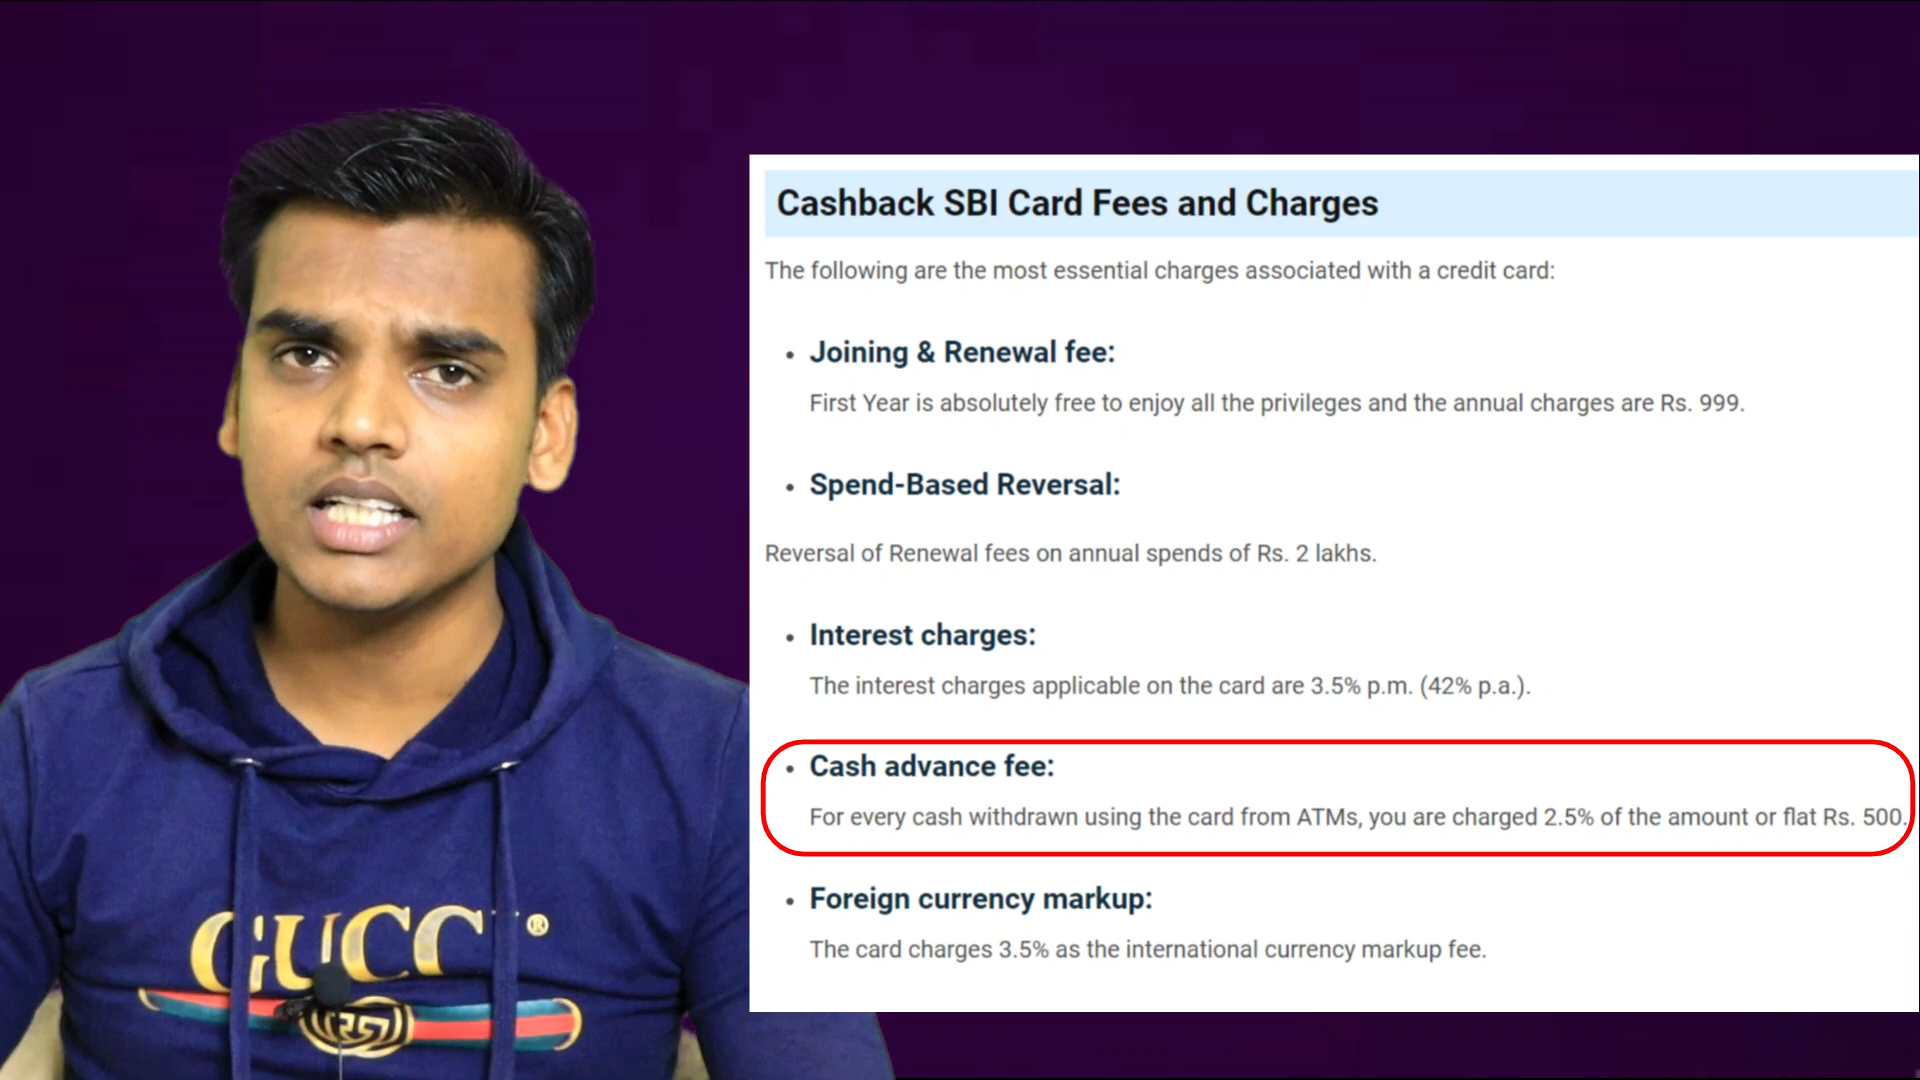 Cashback SBI Card Fees and Charges
The following are the most essential charges associated with a credit card:
• Joining & Renewal fee:
First Year is absolutely free to enjoy all the privileges and the annual charges are Rs. 999.
• Spend-Based Reversal:
Reversal of Renewal fees on annual spends of Rs. 2 lakhs.
• Interest charges:
The interest charges applicable on the card are 3.5% p.m. (42% p.a.).
• Cash advance fee:
For every cash withdrawn using the card from ATMs, you are charged 2.5% of the amount or flat Rs. 500.
• Foreign currency markup:
The card charges 3.5% as the international currency markup fee.
GUCC ®